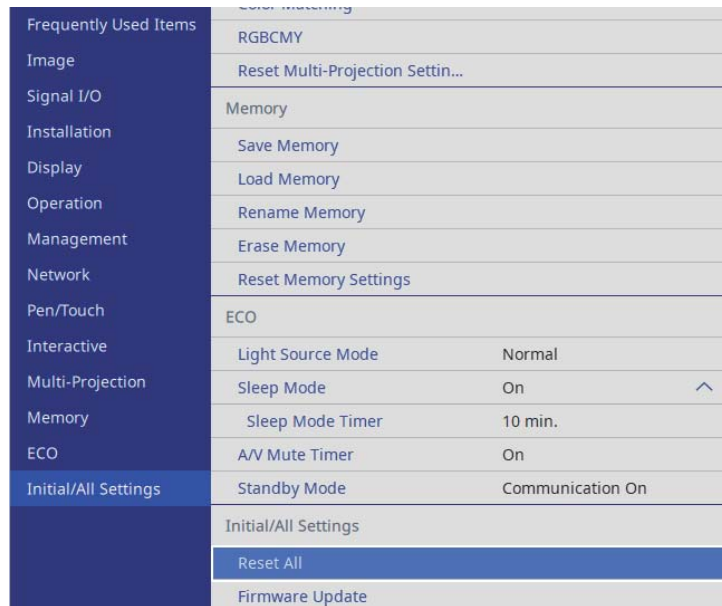 Frequently Used Items
Image
Signal I/O
Installation
Display
Operation
Management
Network
Pen/Touch
Interactive
Multi-Projection
Memory
ECO
Initial/All Settings
Color Matching
RGBCMY
Reset Multi-Projection Settin...
Memory
Save Memory
Load Memory
Rename Memory
Erase Memory
Reset Memory Settings
ECO
Light Source Mode Normal
Sleep Mode On
Sleep Mode Timer 10 min.
A/V Mute Timer On
Standby Mode Communication On
Initial/All Settings
Reset All
Firmware Update